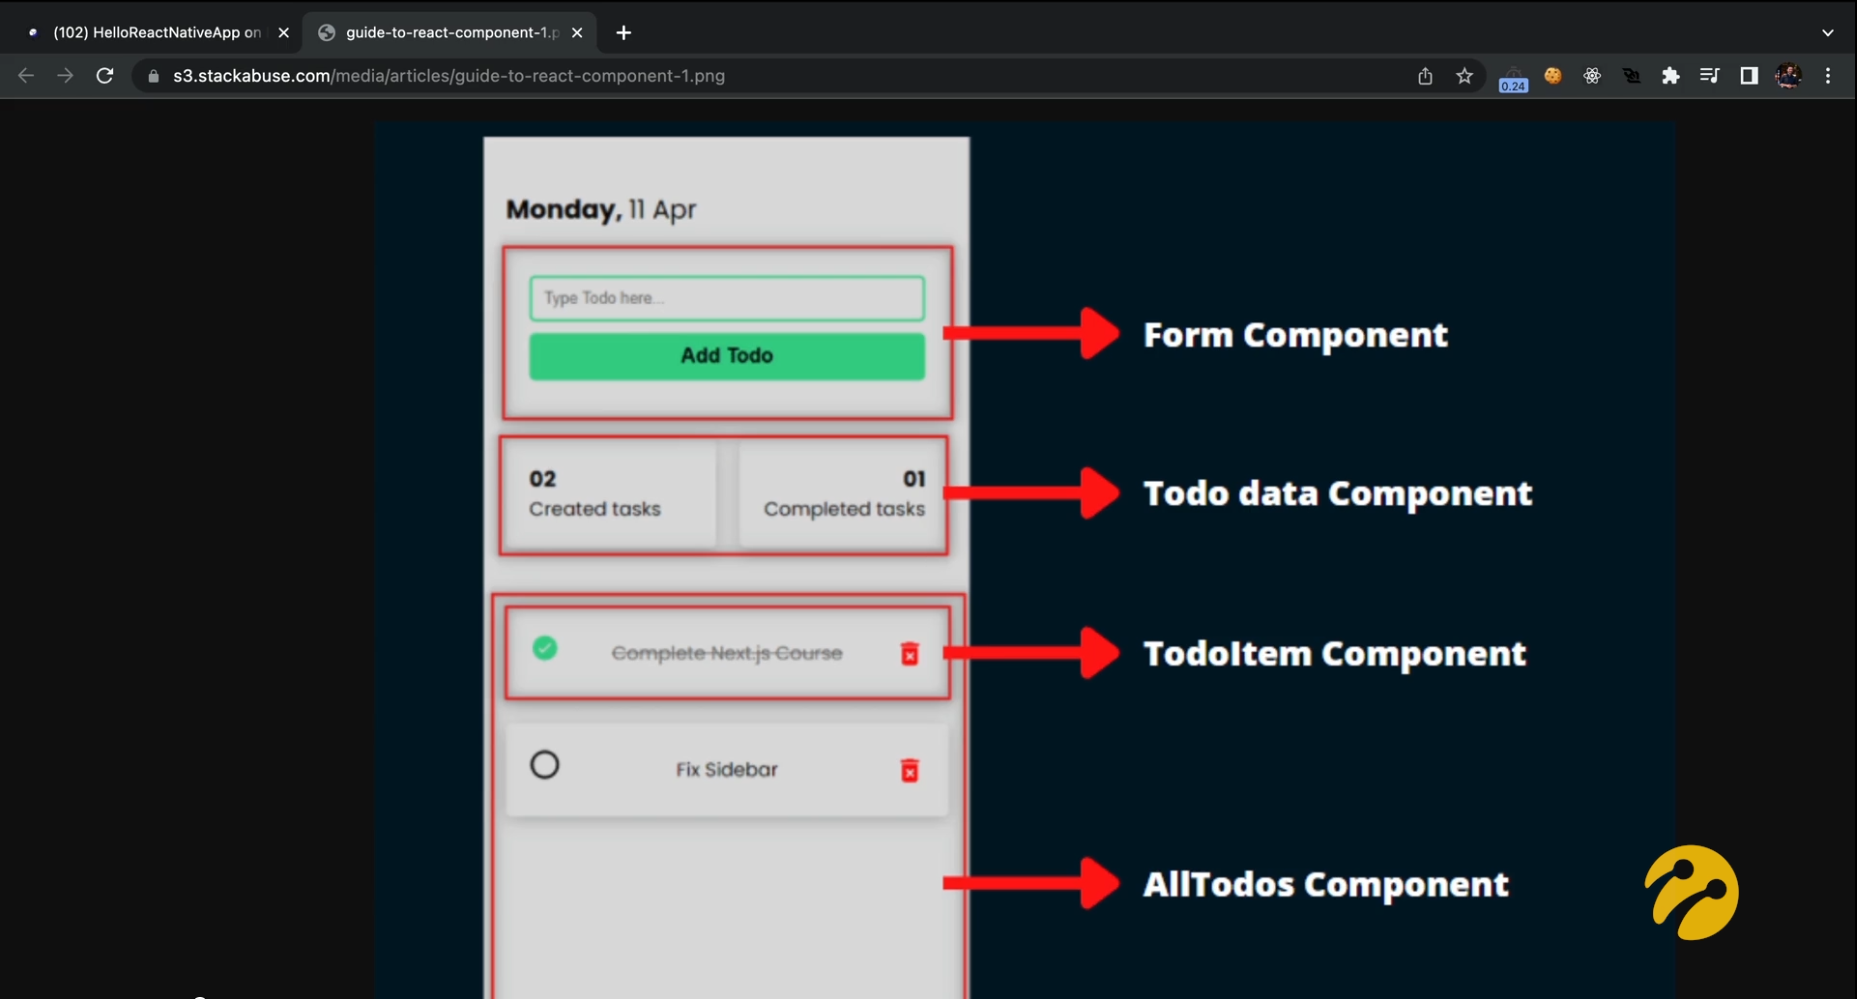 (102) HelloReactNativeApp on
guide-to-react-component-1.p
s3.stackabuse.com/media/articles/guide-to-react-component-1.png
0.24
Monday, 11 Apr
Type Todo here...
Add Todo
Form Component
02
Created tasks
01
Completed tasks
Todo data Component
Complete Next.js Course
TodoItem Component
Fix Sidebar
AllTodos Component